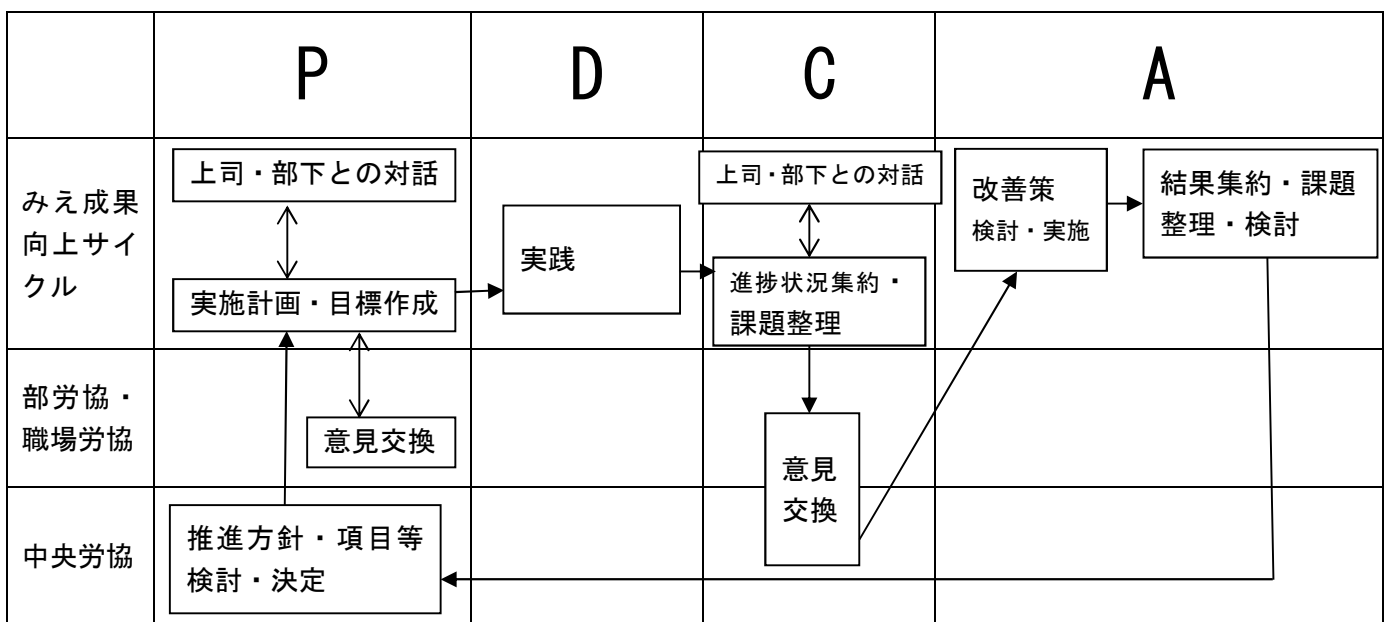 P
D
C
A
みえ成果
向上サイ
クル
上司・部下との対話
実施計画・目標作成
実践
上司・部下との対話
進捗状況集約・
課題整理
改善策
検討・実施
結果集約・課題
整理・検討
部労協・
職場労協
意見交換
意見
交換
中央労協
推進方針・項目等
検討・決定